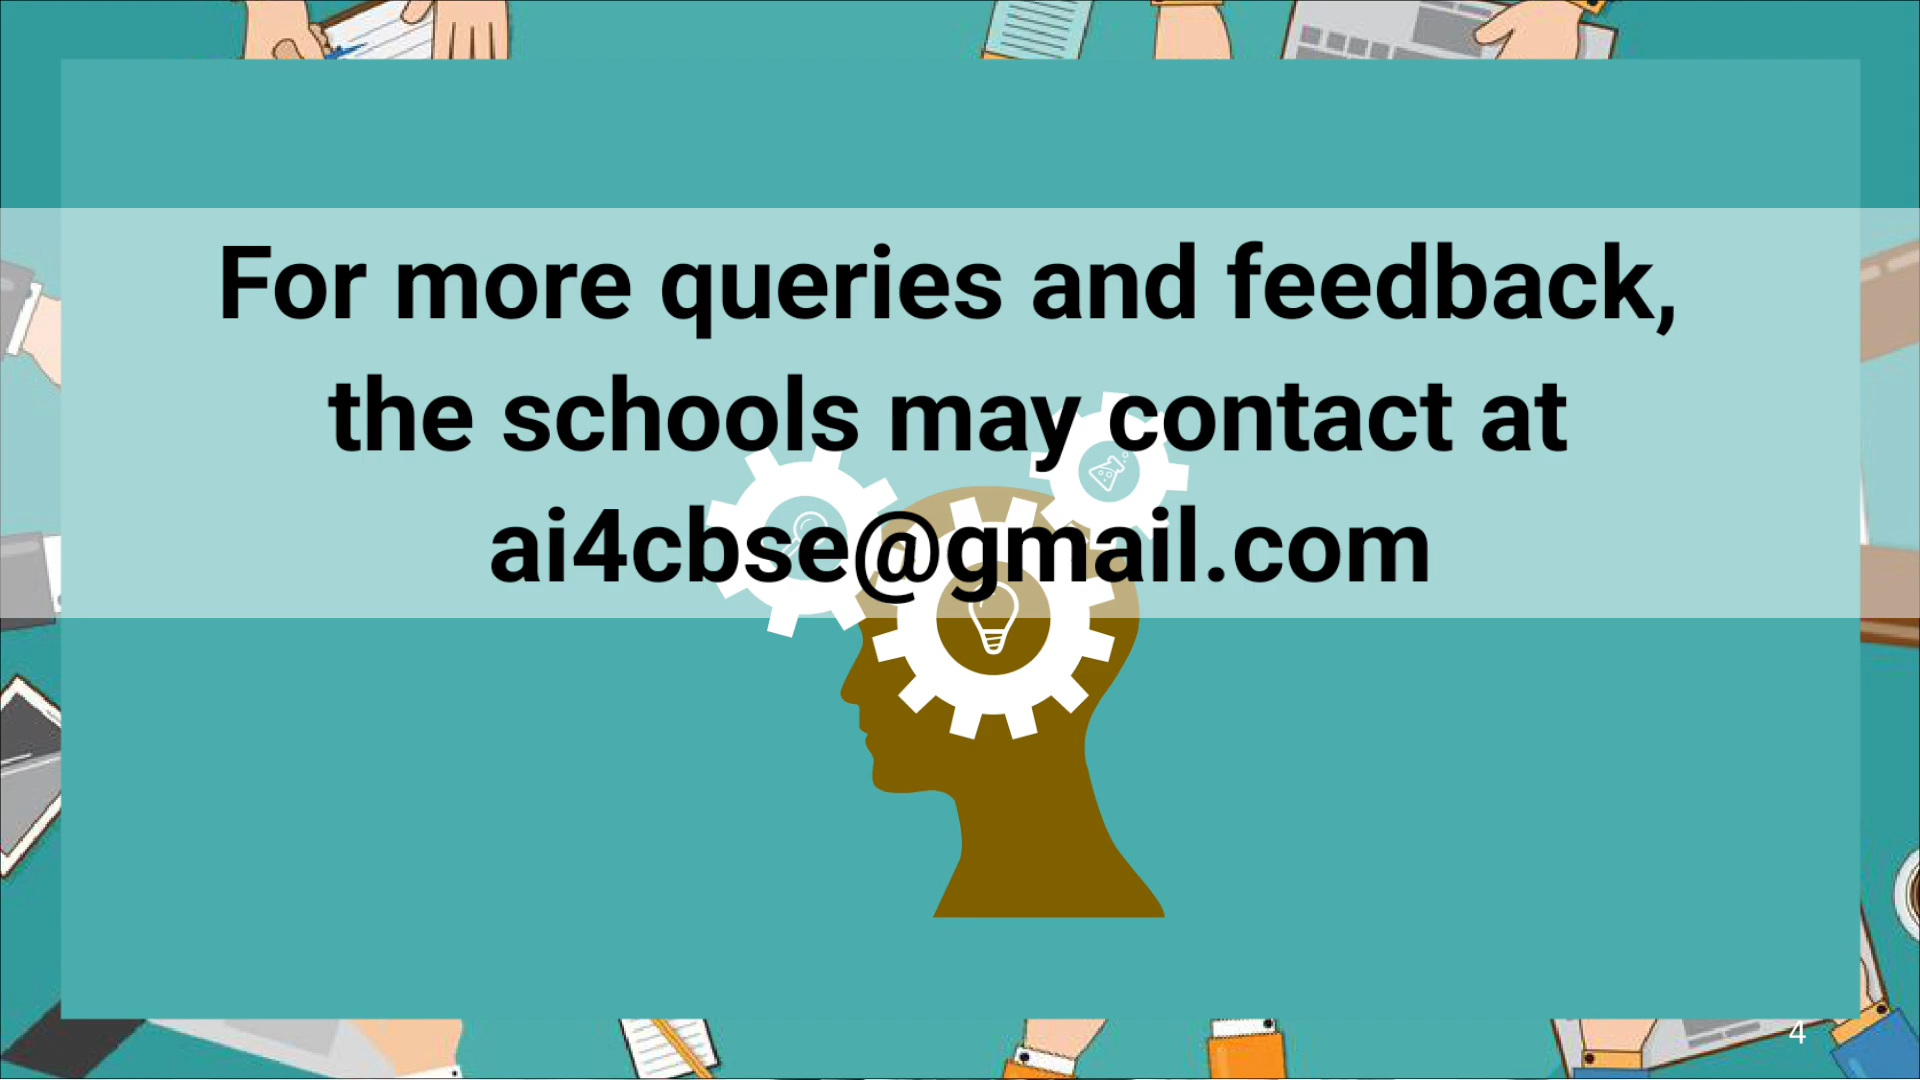 For more queries and feedback,
the schools may contact at
ai4cbse@gmail.com
4